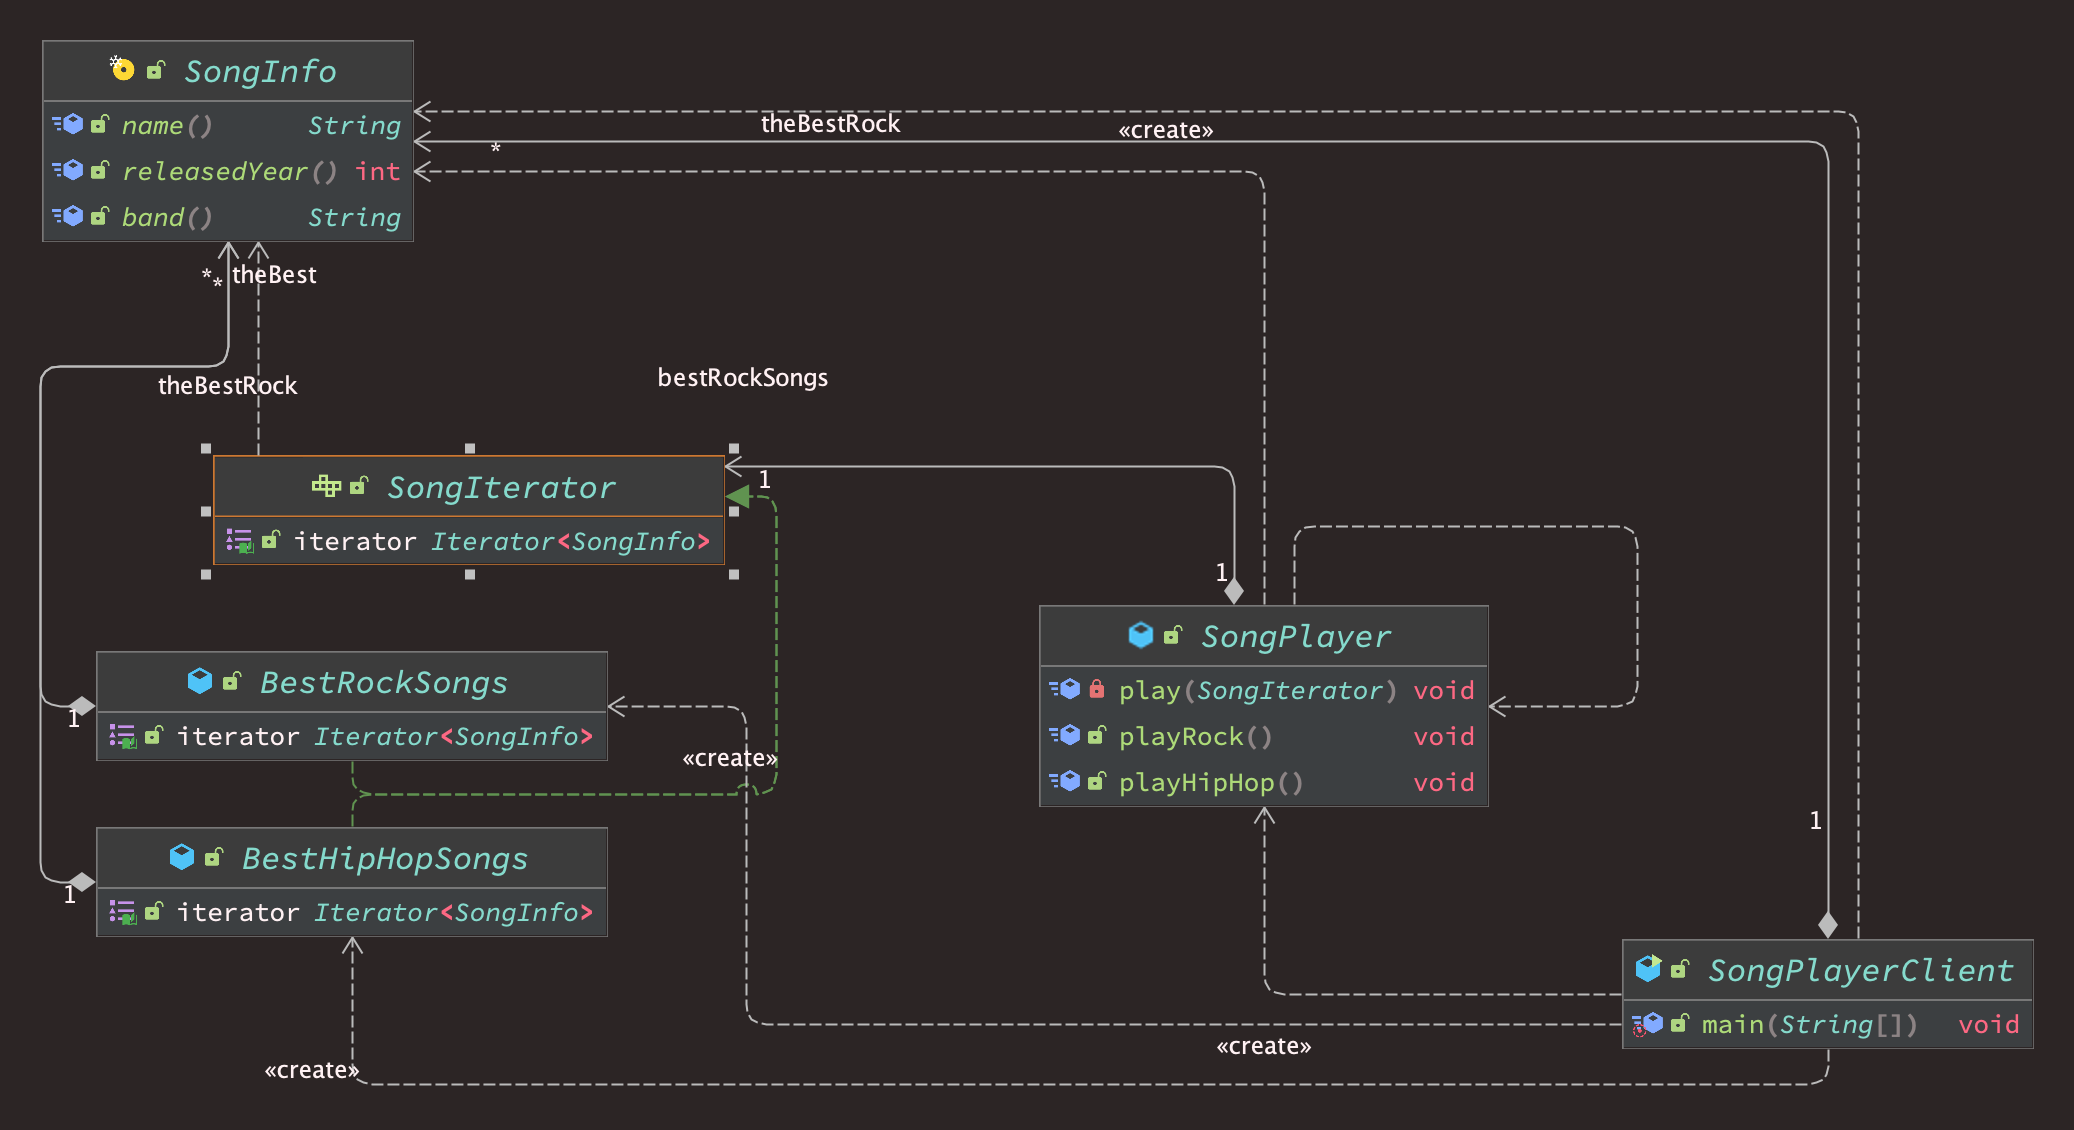 SongInfo
name() String
releasedYear() int
band() String
theBestRock
«create»
*
*
*
theBest
theBestRock
bestRockSongs
SongIterator
iterator Iterator<SongInfo>
1
1
SongPlayer
play(SongIterator) void
playRock() void
playHipHop() void
BestRockSongs
iterator Iterator<SongInfo>
1
«create»
BestHipHopSongs
iterator Iterator<SongInfo>
1
1
SongPlayerClient
main(String[]) void
«create»
«create»